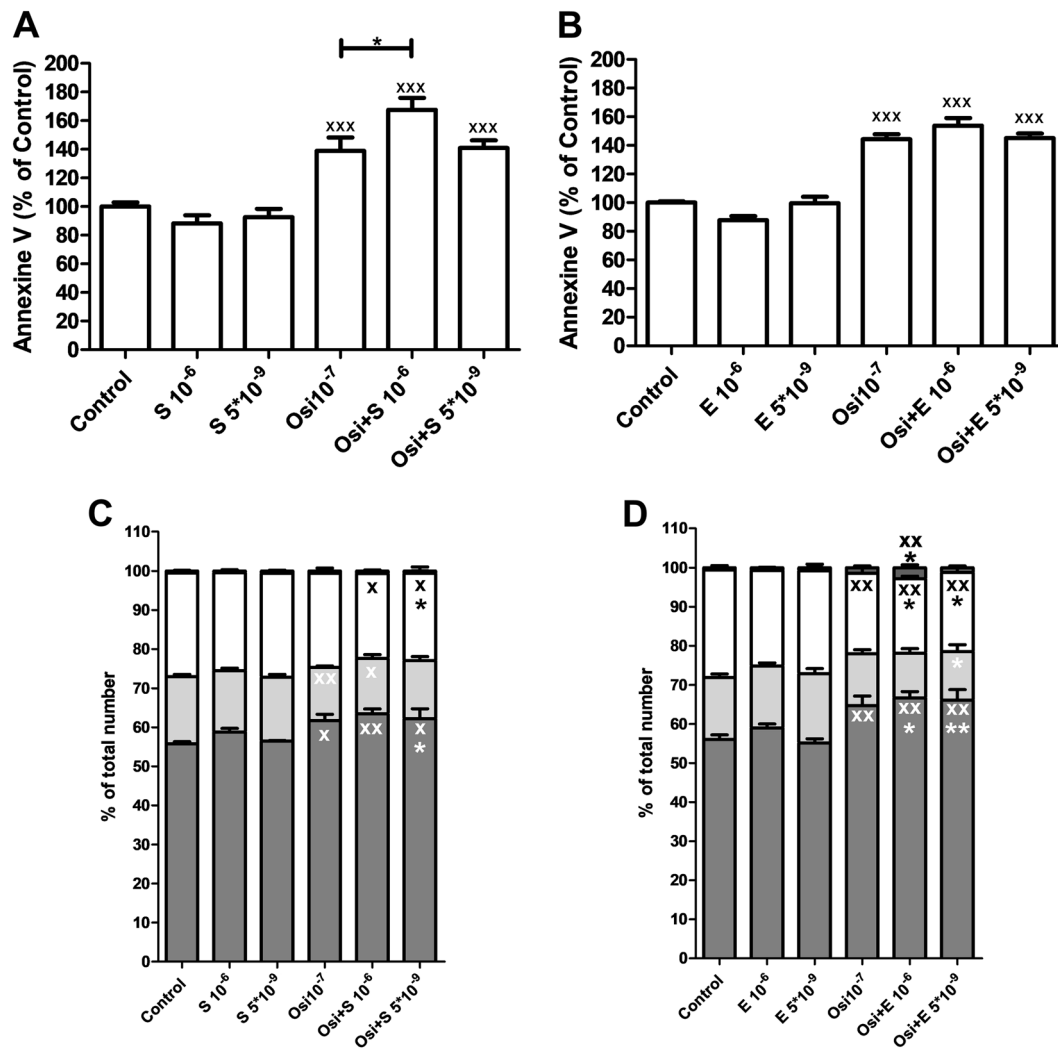 A
*
Annexine V (% of Control)
200
180
160
140
120
100
80
60
40
20
0
xxx
xxx
xxx
Control
S 10⁻⁶
S 5*10⁻⁹
Osi10⁻⁷
Osi+S 10⁻⁶
Osi+S 5*10⁻⁹
B
Annexine V (% of Control)
200
180
160
140
120
100
80
60
40
20
0
xxx
xxx
xxx
Control
E 10⁻⁶
E 5*10⁻⁹
Osi10⁻⁷
Osi+E 10⁻⁶
Osi+E 5*10⁻⁹
C
% of total number
110
100
90
80
70
60
50
40
30
20
10
0
x
x
*
xx
x
x
xx
x
*
Control
S 10⁻⁶
S 5*10⁻⁹
Osi10⁻⁷
Osi+S 10⁻⁶
Osi+S 5*10⁻⁹
D
% of total number
110
100
90
80
70
60
50
40
30
20
10
0
xx
*
xx
xx
*
xx
*
*
xx
xx
*
xx
**
Control
E 10⁻⁶
E 5*10⁻⁹
Osi10⁻⁷
Osi+E 10⁻⁶
Osi+E 5*10⁻⁹